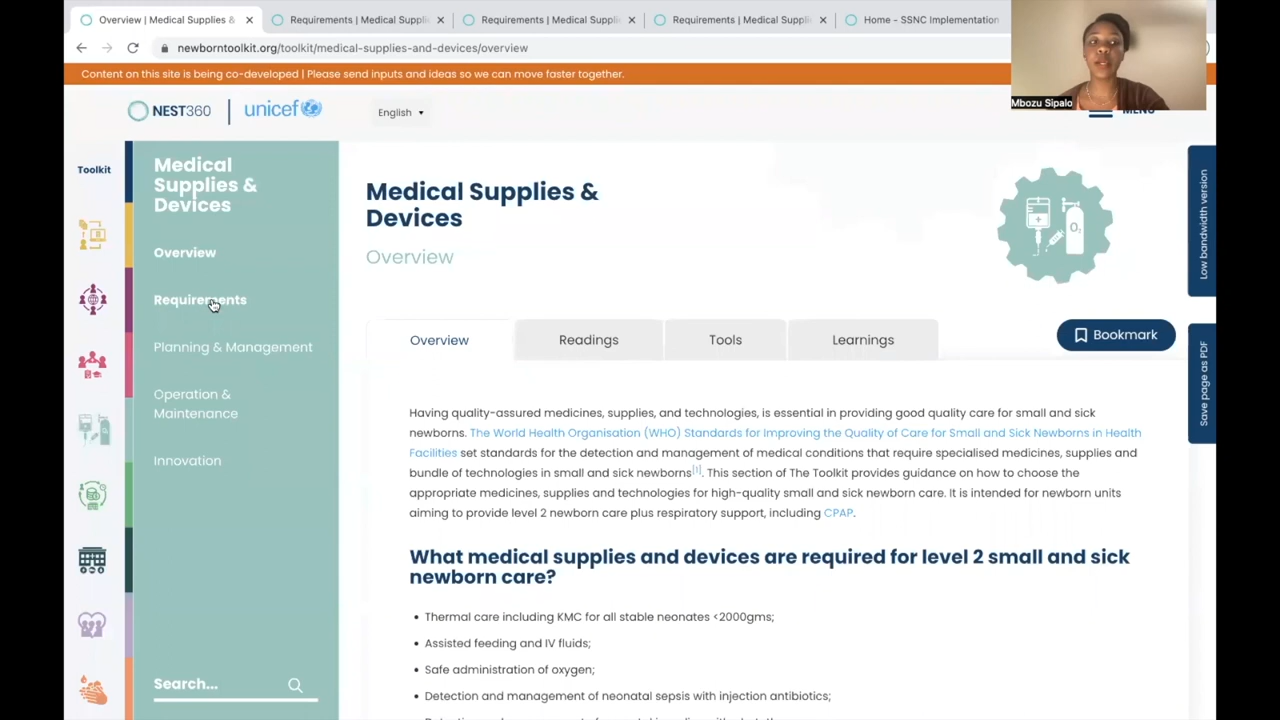 Overview | Medical Supplies &
Requirements | Medical Suppli
Requirements | Medical Suppli
Requirements | Medical Suppli
Home - SSNC Implementation
newborntoolkit.org/toolkit/medical-supplies-and-devices/overview
Content on this site is being co-developed | Please send inputs and ideas so we can move faster together.
Mbozu Sipalo
NEST360
unicef
English
MENU
Toolkit
Medical
Supplies &
Devices
Overview
Requirements
Planning & Management
Operation &
Maintenance
Innovation
Search...
Medical Supplies &
Devices
Overview
O₂
Low bandwidth version
Save page as PDF
Overview
Readings
Tools
Learnings
Bookmark
Having quality-assured medicines, supplies, and technologies, is essential in providing good quality care for small and sick
newborns. The World Health Organisation (WHO) Standards for Improving the Quality of Care for Small and Sick Newborns in Health
Facilities set standards for the detection and management of medical conditions that require specialised medicines, supplies and
bundle of technologies in small and sick newborns[1]. This section of The Toolkit provides guidance on how to choose the
appropriate medicines, supplies and technologies for high-quality small and sick newborn care. It is intended for newborn units
aiming to provide level 2 newborn care plus respiratory support, including CPAP.
What medical supplies and devices are required for level 2 small and sick
newborn care?
• Thermal care including KMC for all stable neonates <2000gms;
• Assisted feeding and IV fluids;
• Safe administration of oxygen;
• Detection and management of neonatal sepsis with injection antibiotics;